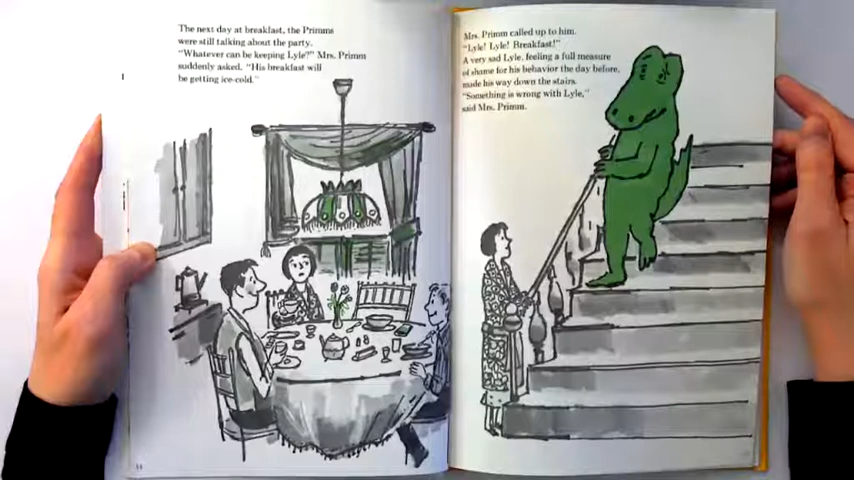 The next day at breakfast, the Primms
were still talking about the party.
"Whatever can be keeping Lyle?" Mrs. Primm
suddenly asked. "His breakfast will
be getting ice-cold."
Mrs. Primm called up to him.
"Lyle! Lyle! Breakfast!"
A very sad Lyle, feeling a full measure
of shame for his behavior the day before,
made his way down the stairs.
"Something is wrong with Lyle,"
said Mrs. Primm.